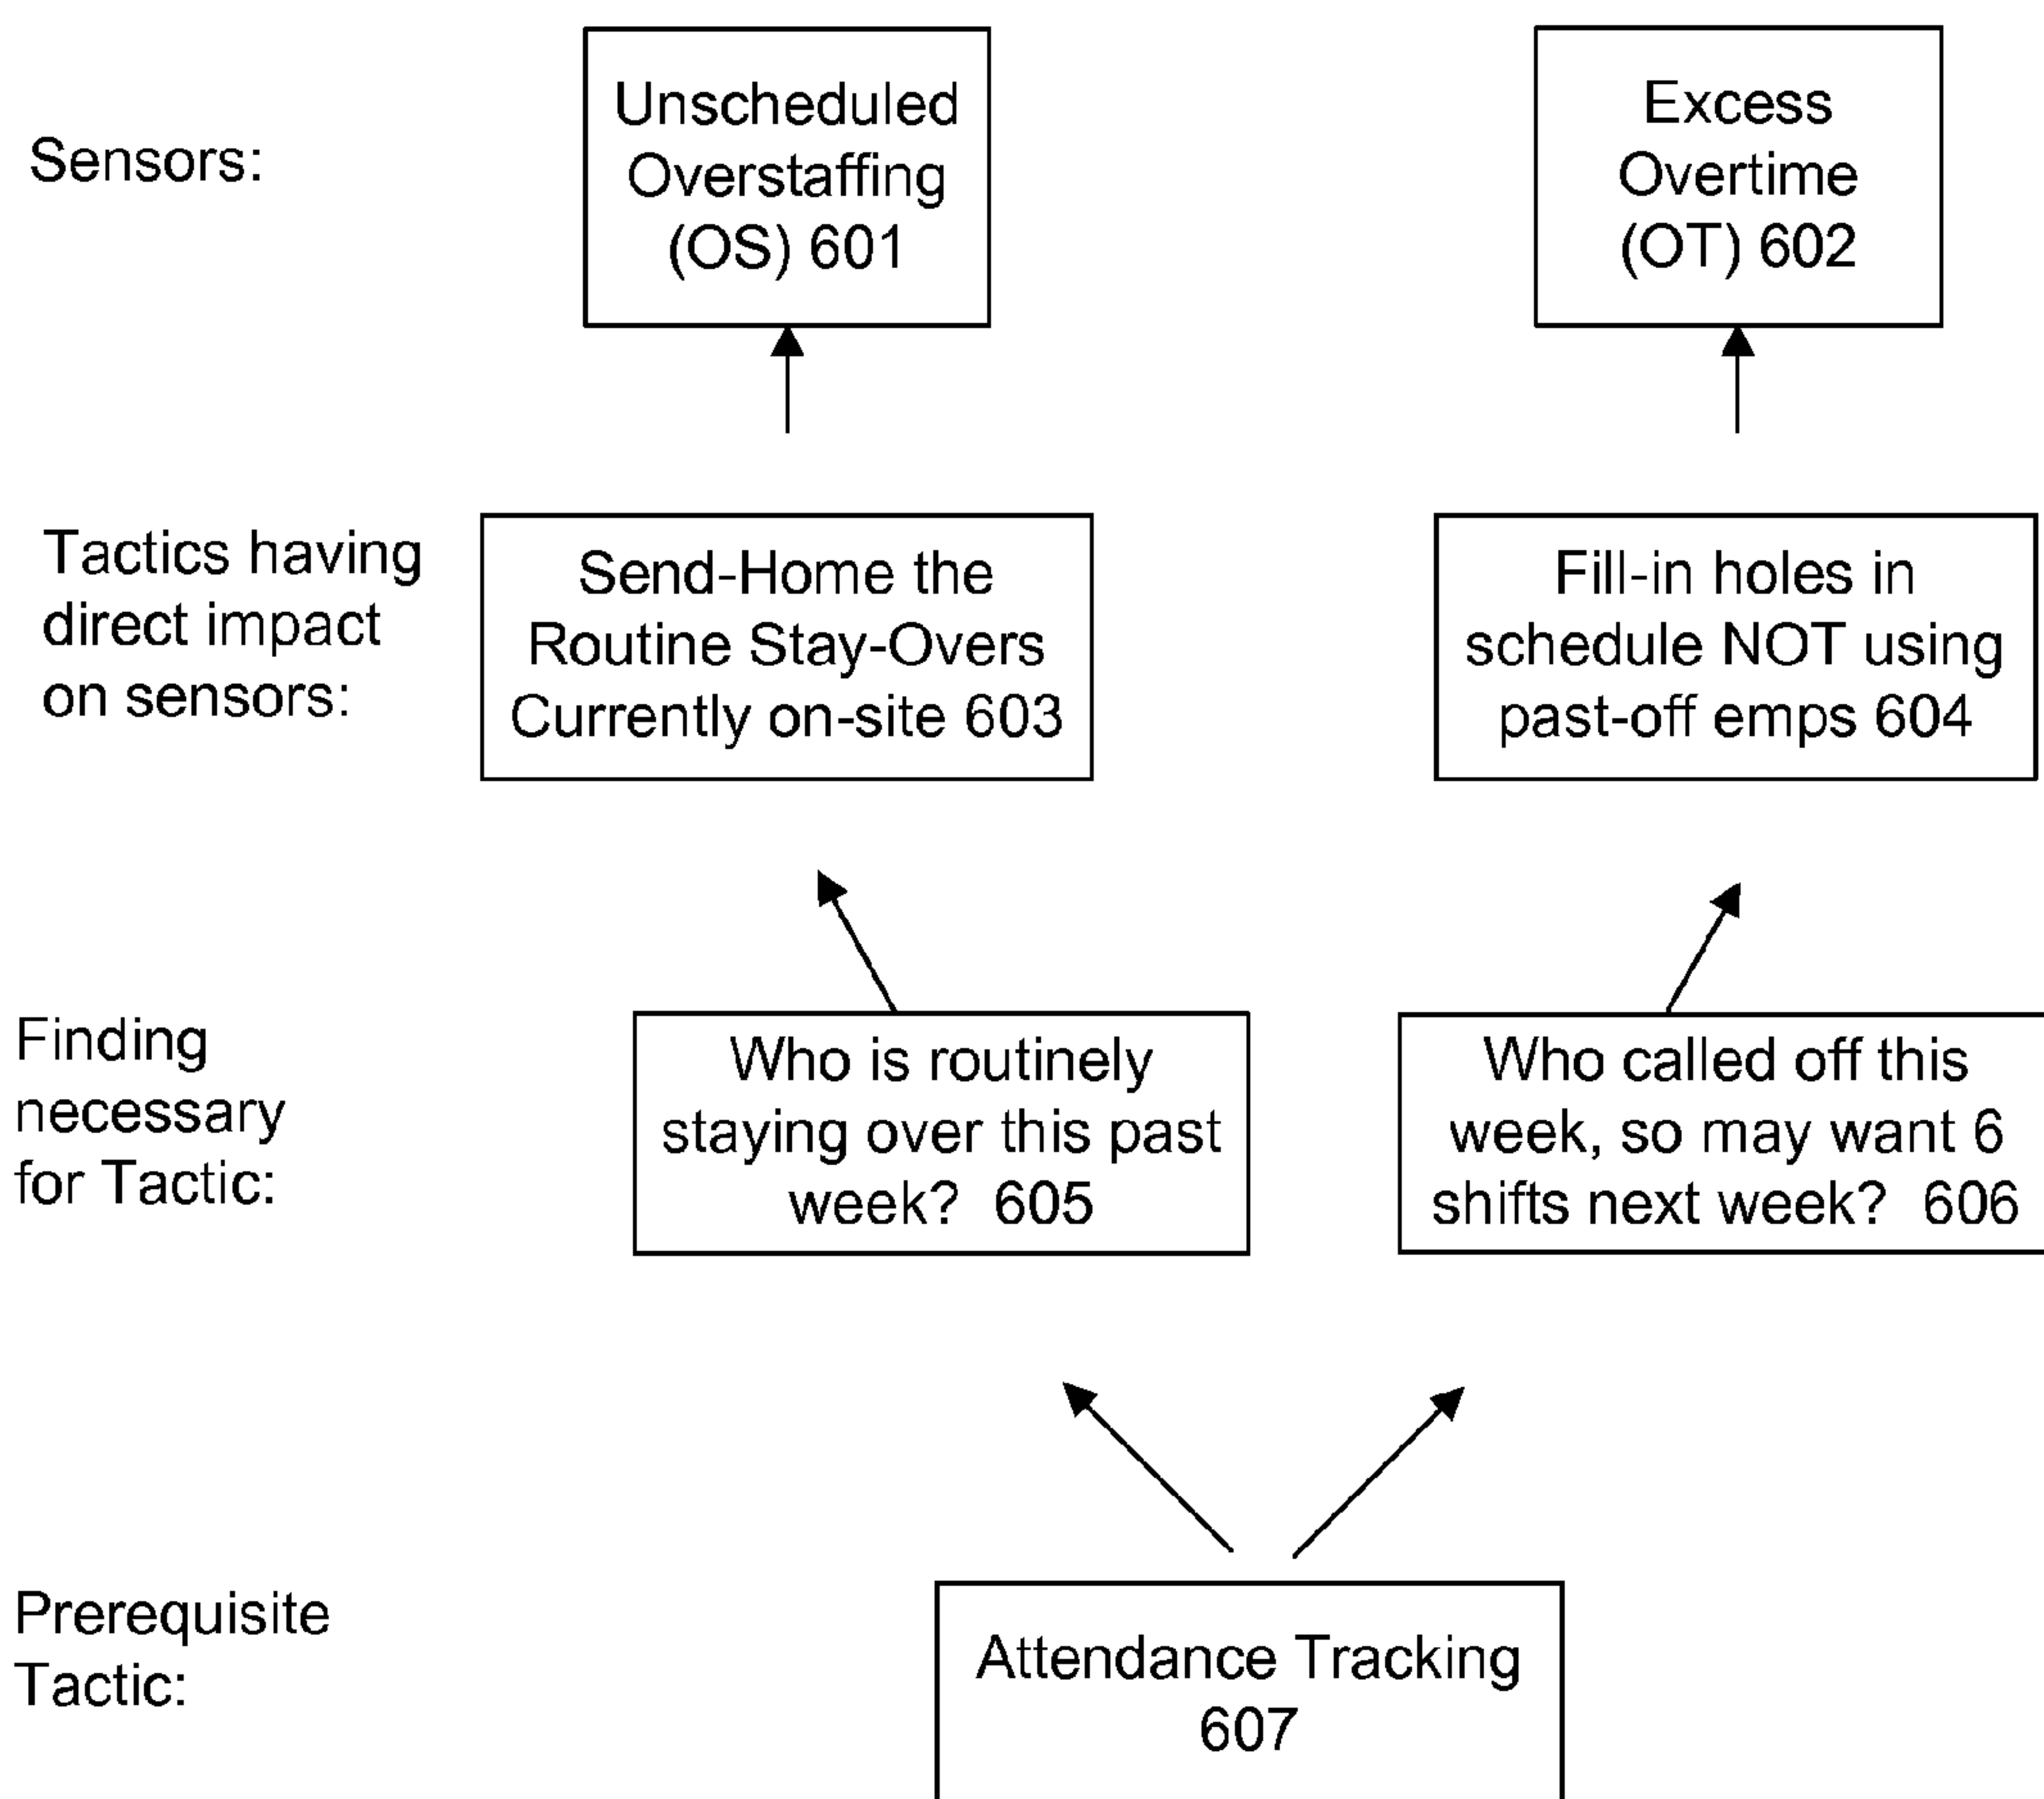 Sensors:
Unscheduled
Overstaffing
(OS) 601
Excess
Overtime
(OT) 602
Tactics having
direct impact
on sensors:
Send-Home the
Routine Stay-Overs
Currently on-site 603
Fill-in holes in
schedule NOT using
past-off emps 604
Finding
necessary
for Tactic:
Who is routinely
staying over this past
week?  605
Who called off this
week, so may want 6
shifts next week?  606
Prerequisite
Tactic:
Attendance Tracking
607